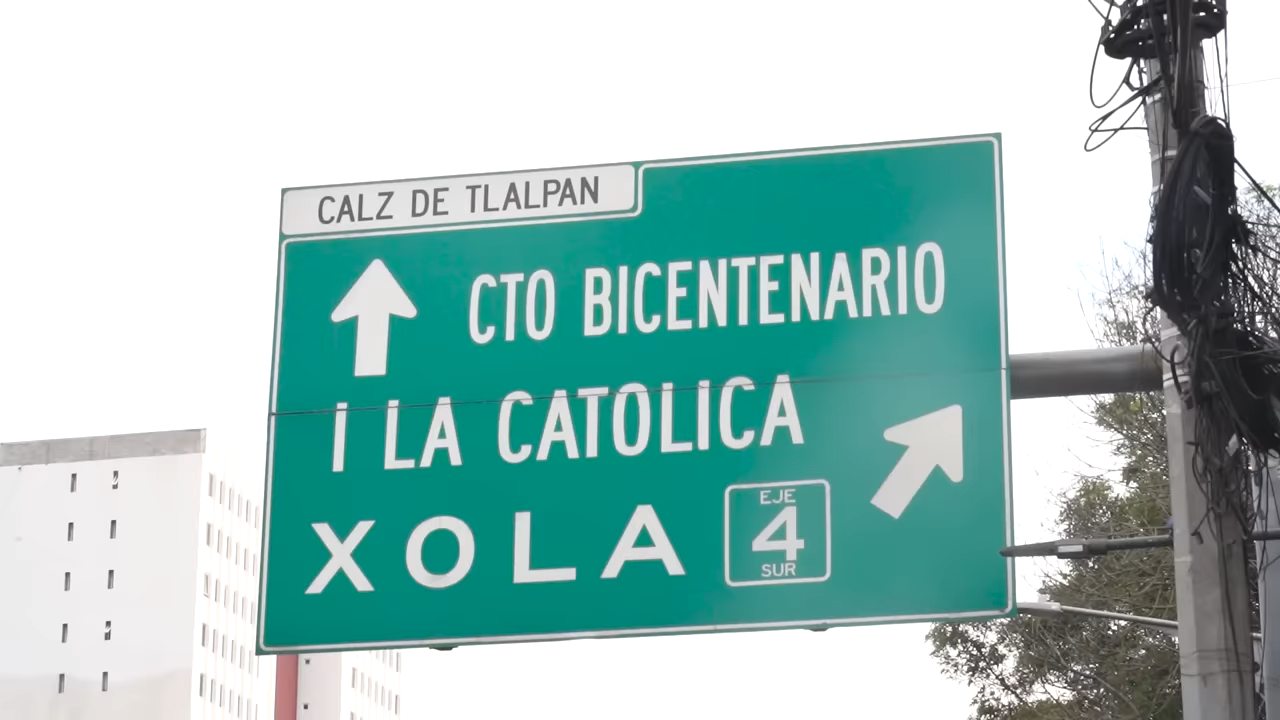 CALZ DE TLALPAN
CTO BICENTENARIO
I LA CATOLICA
XOLA
EJE
4
SUR